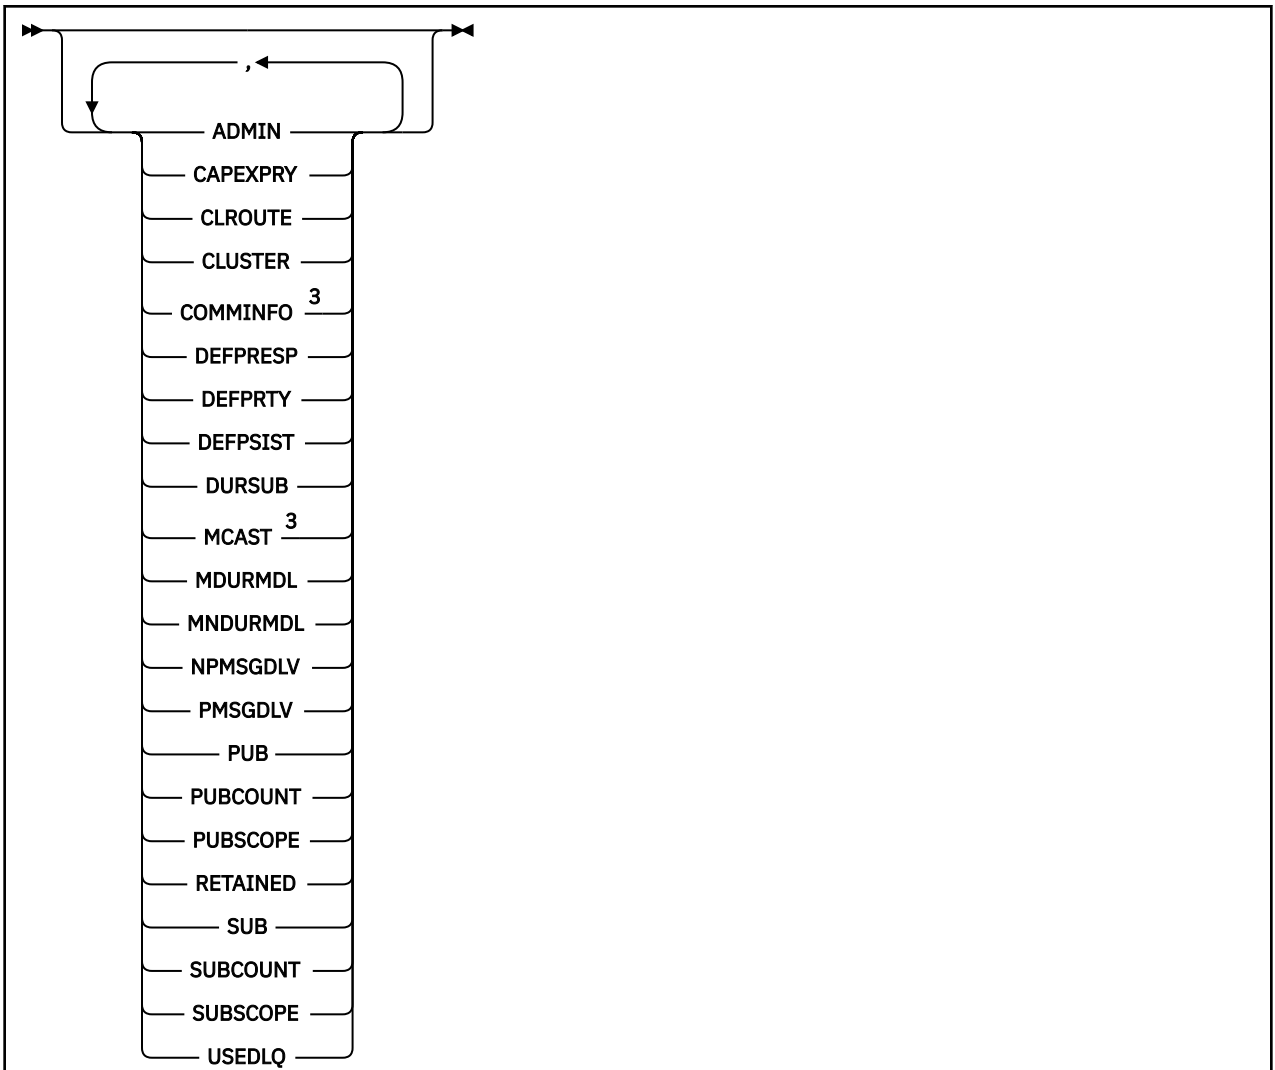 ,
ADMIN
CAPEXPRY
CLROUTE
CLUSTER
COMMINFO 3
DEFPRESP
DEFPRTY
DEFPSIST
DURSUB
MCAST 3
MDURMDL
MNDURMDL
NPMSGDLV
PMSGDLV
PUB
PUBCOUNT
PUBSCOPE
RETAINED
SUB
SUBCOUNT
SUBSCOPE
USEDLQ